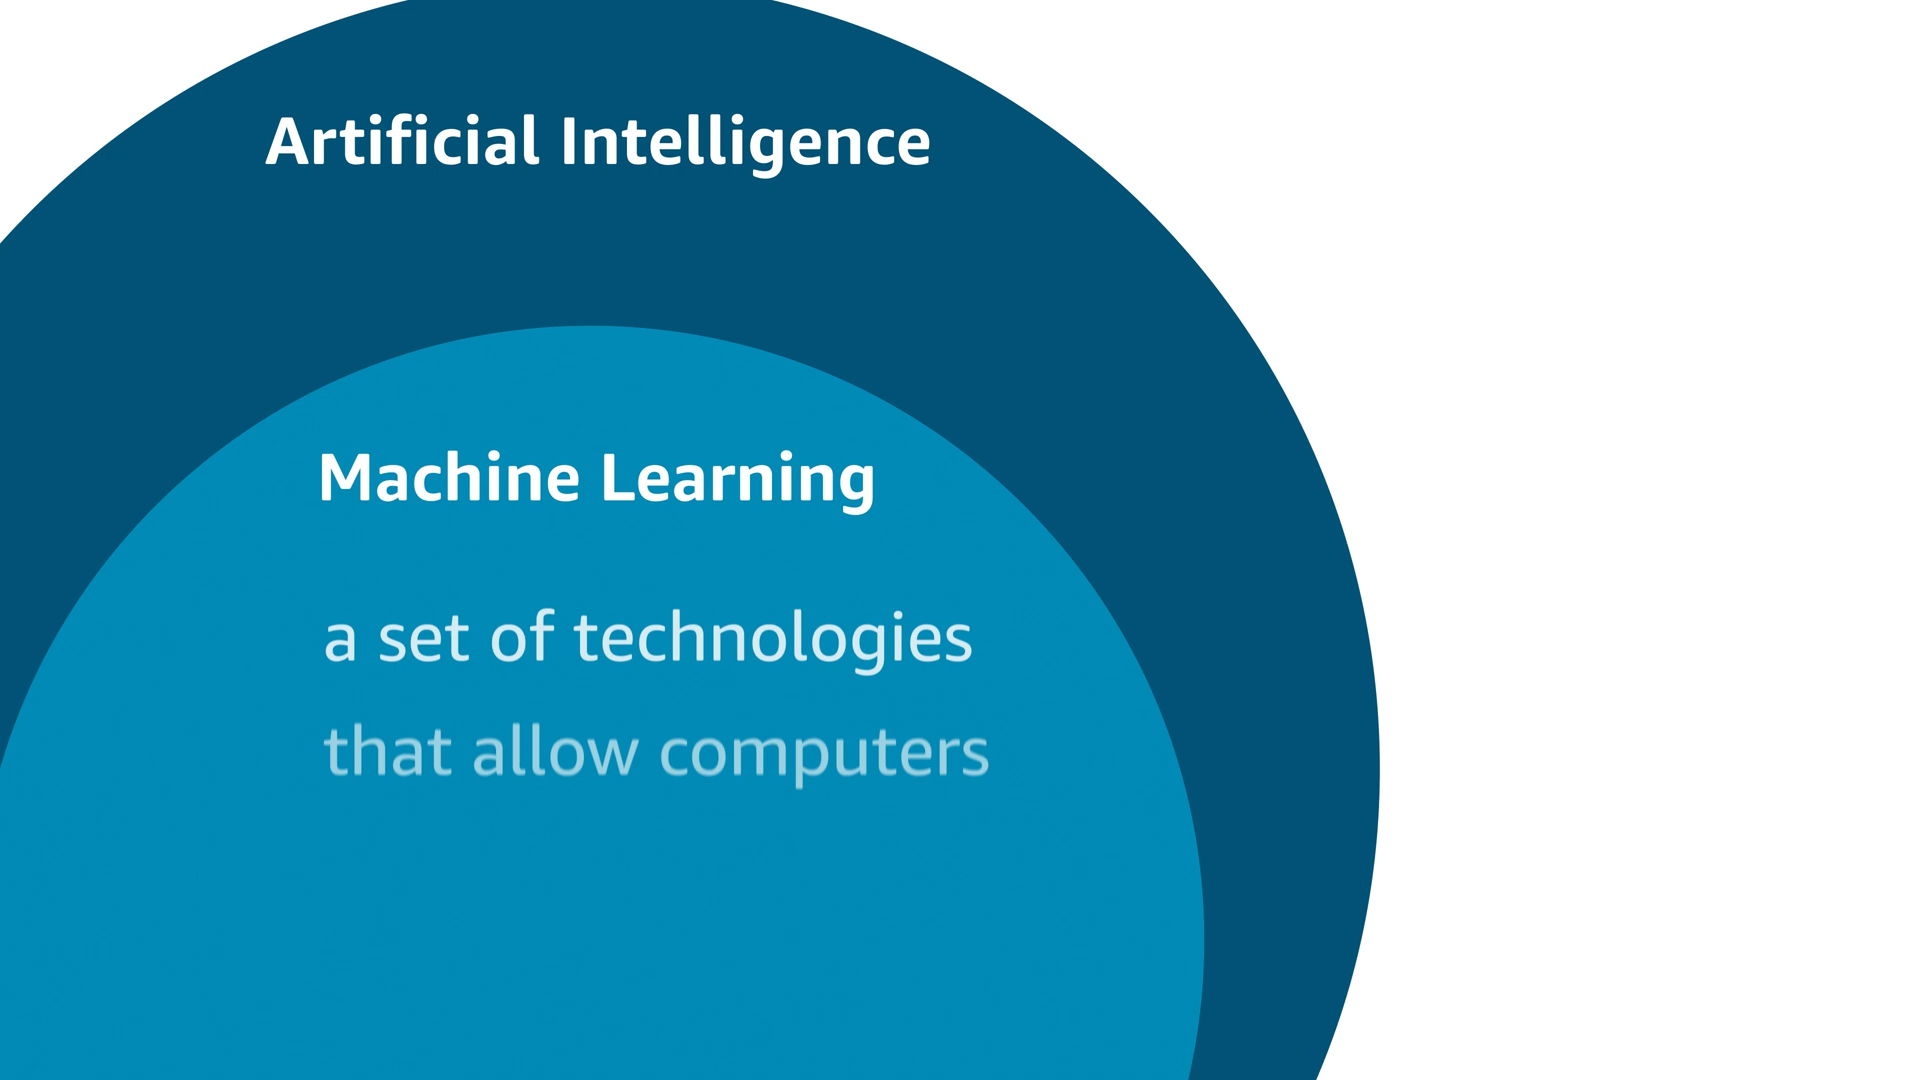 Artificial Intelligence
Machine Learning
a set of technologies
that allow computers